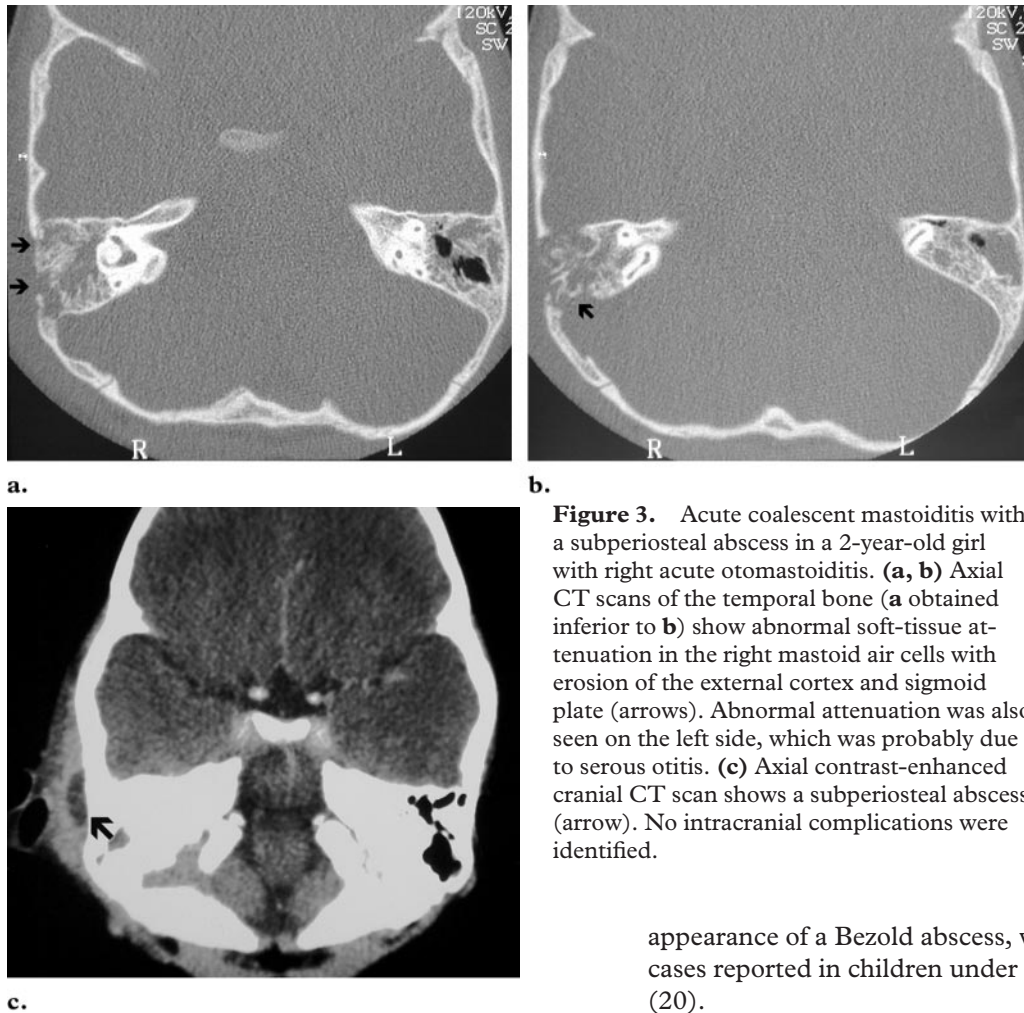 120kV,
SC 2
SW
120kV,
SC 2
SW
R
L
R
L
a.
b.
Figure 3. Acute coalescent mastoiditis with
a subperiosteal abscess in a 2-year-old girl
with right acute otomastoiditis. (a, b) Axial
CT scans of the temporal bone (a obtained
inferior to b) show abnormal soft-tissue at-
tenuation in the right mastoid air cells with
erosion of the external cortex and sigmoid
plate (arrows). Abnormal attenuation was also
seen on the left side, which was probably due
to serous otitis. (c) Axial contrast-enhanced
cranial CT scan shows a subperiosteal abscess
(arrow). No intracranial complications were
identified.
appearance of a Bezold abscess,
cases reported in children under
(20).
c.